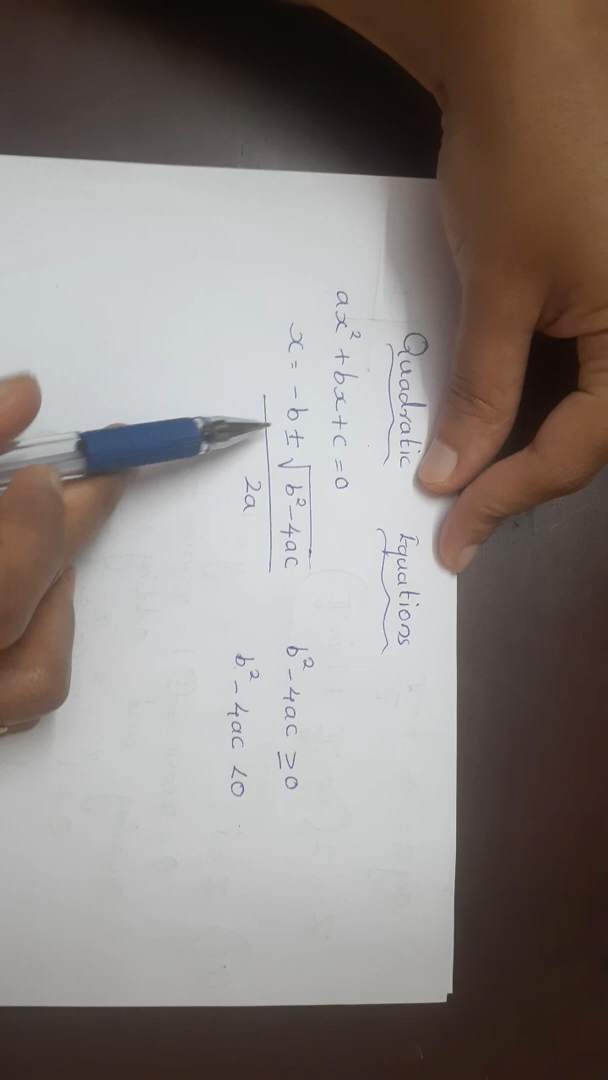 Quadratic Equations
ax² + bx + c = 0
x = -b ± √b² - 4ac b² - 4ac ≥ 0
2a b² - 4ac < 0